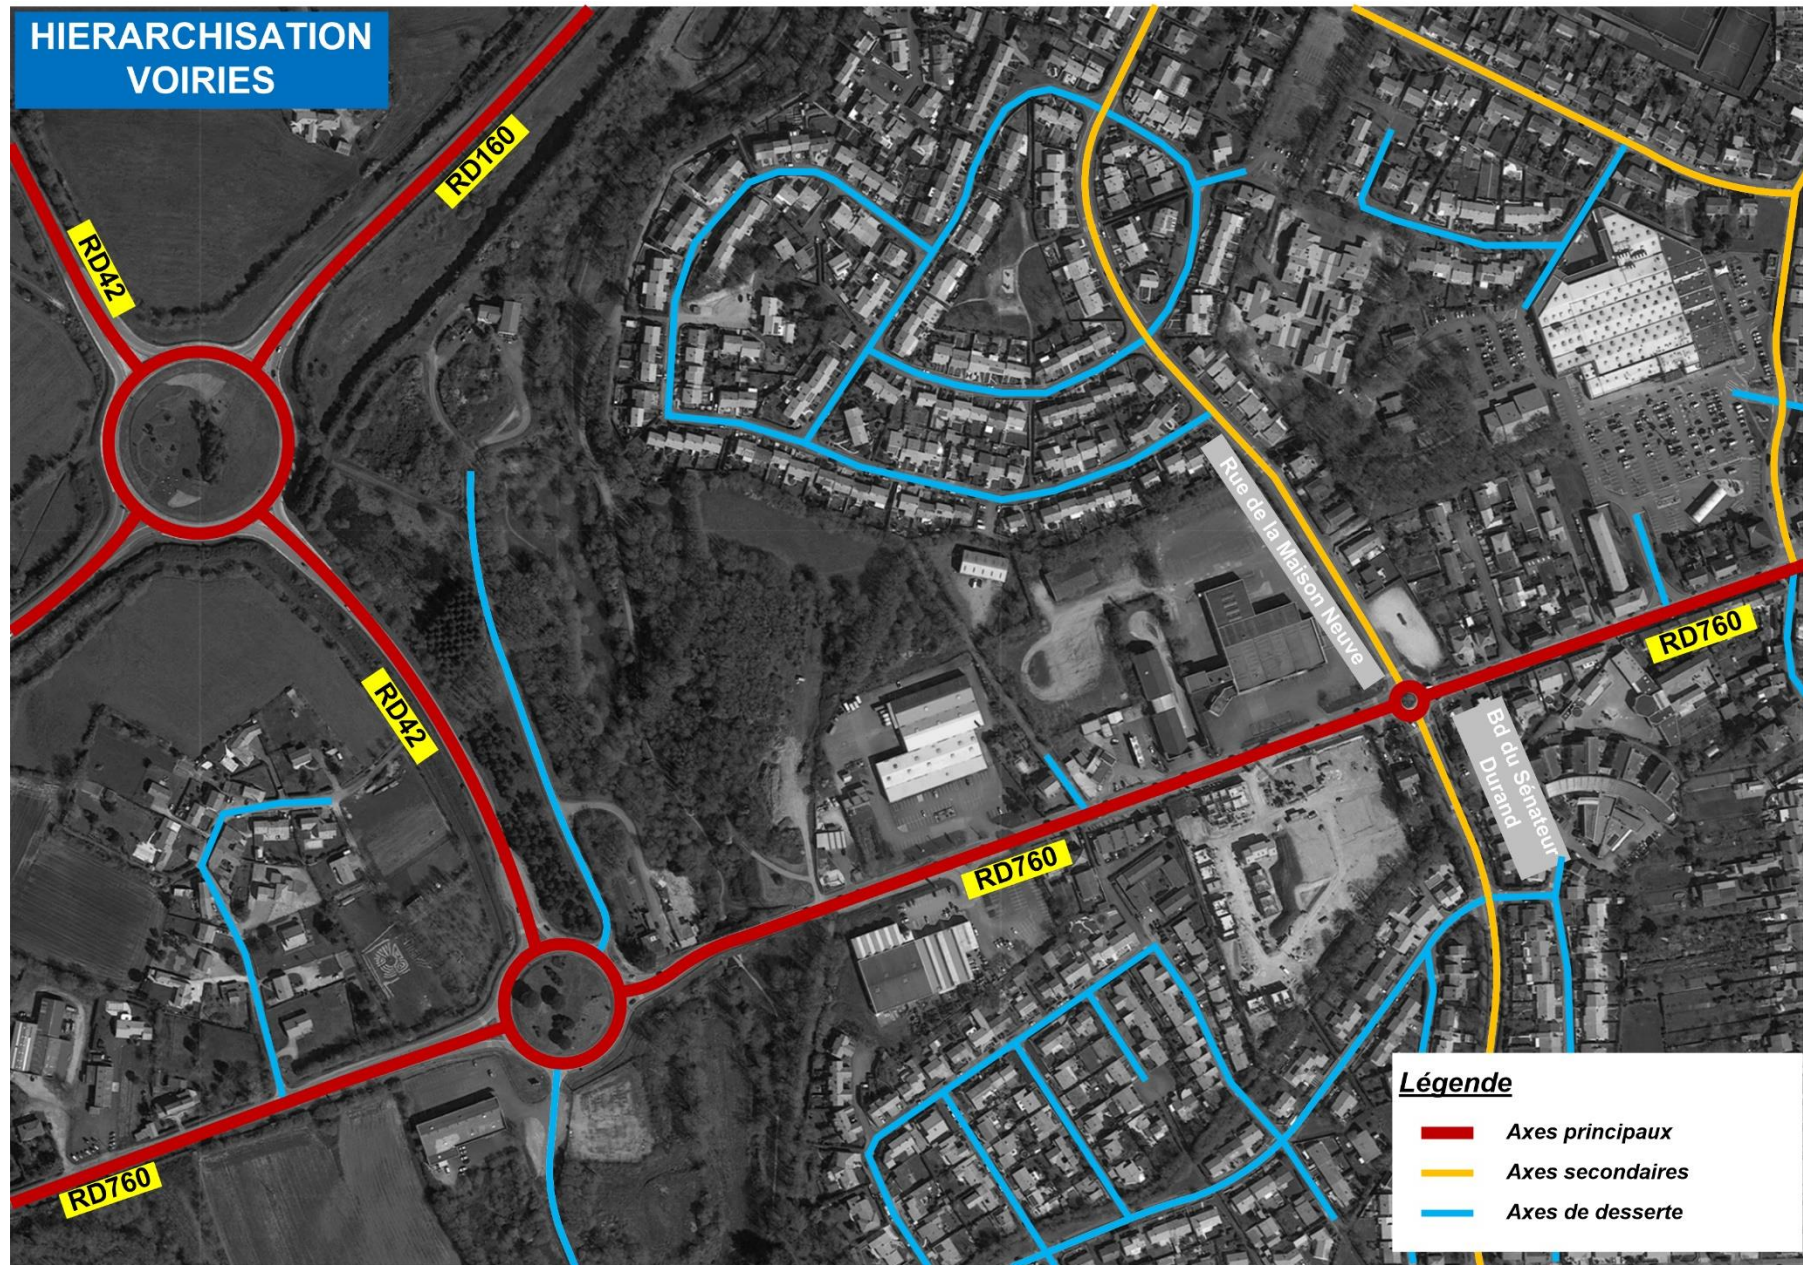 HIERARCHISATION
VOIRIES
RD160
RD42
RD42
Rue de la Maison Neuve
RD760
Bd du Sénateur
Durand
RD760
RD760
Légende
Axes principaux
Axes secondaires
Axes de desserte